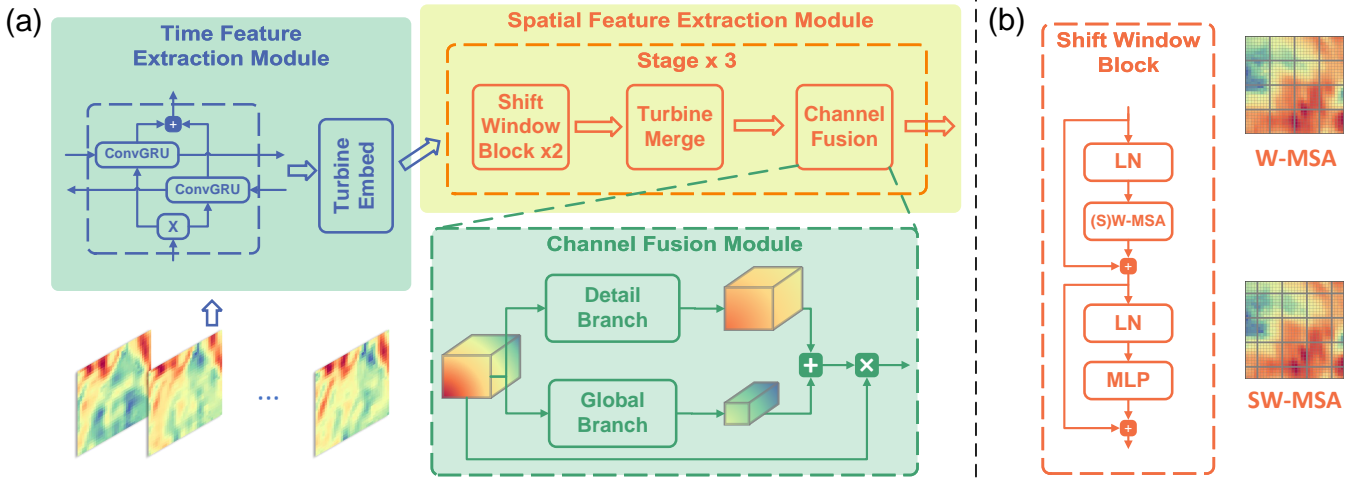 (a)
Time Feature
Extraction Module
ConvGRU
ConvGRU
X
+
Turbine
Embed
Spatial Feature Extraction Module
Stage x 3
Shift
Window
Block x2
Turbine
Merge
Channel
Fusion
Channel Fusion Module
Detail
Branch
Global
Branch
+
×
...
(b)
Shift Window
Block
LN
(S)W-MSA
+
LN
MLP
+
W-MSA
SW-MSA